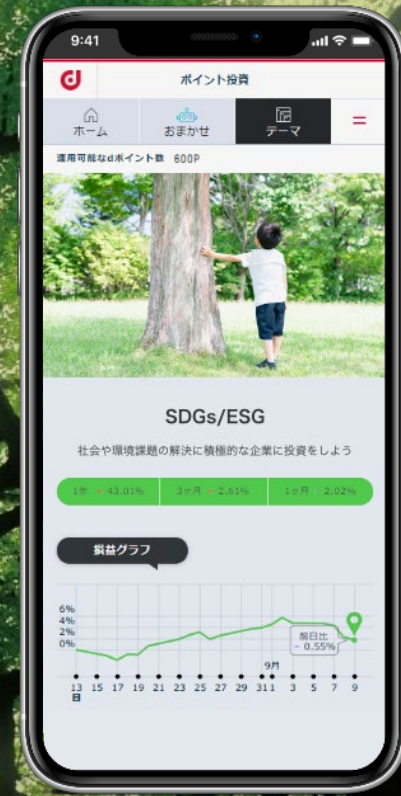 9:41
d
ポイント投資
ホーム
おまかせ
テーマ
運用可能なdポイント数 600P
SDGs/ESG
社会や環境課題の解決に積極的な企業に投資をしよう
1年 + 43.01% 3ヶ月 + 2.61% 1ヶ月 - 2.02%
損益グラフ
6%
4%
2%
0%
前日比
- 0.55%
9月
13 15 17 19 21 23 25 27 29 31 1 3 5 7 9
日